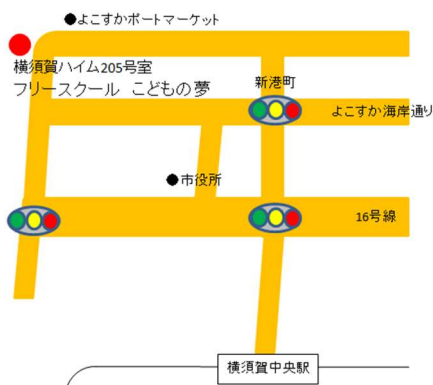 ●よこすかポートマーケット
横須賀ハイム205号室
フリースクール　こどもの夢
新港町
よこすか海岸通り
●市役所
16号線
横須賀中央駅